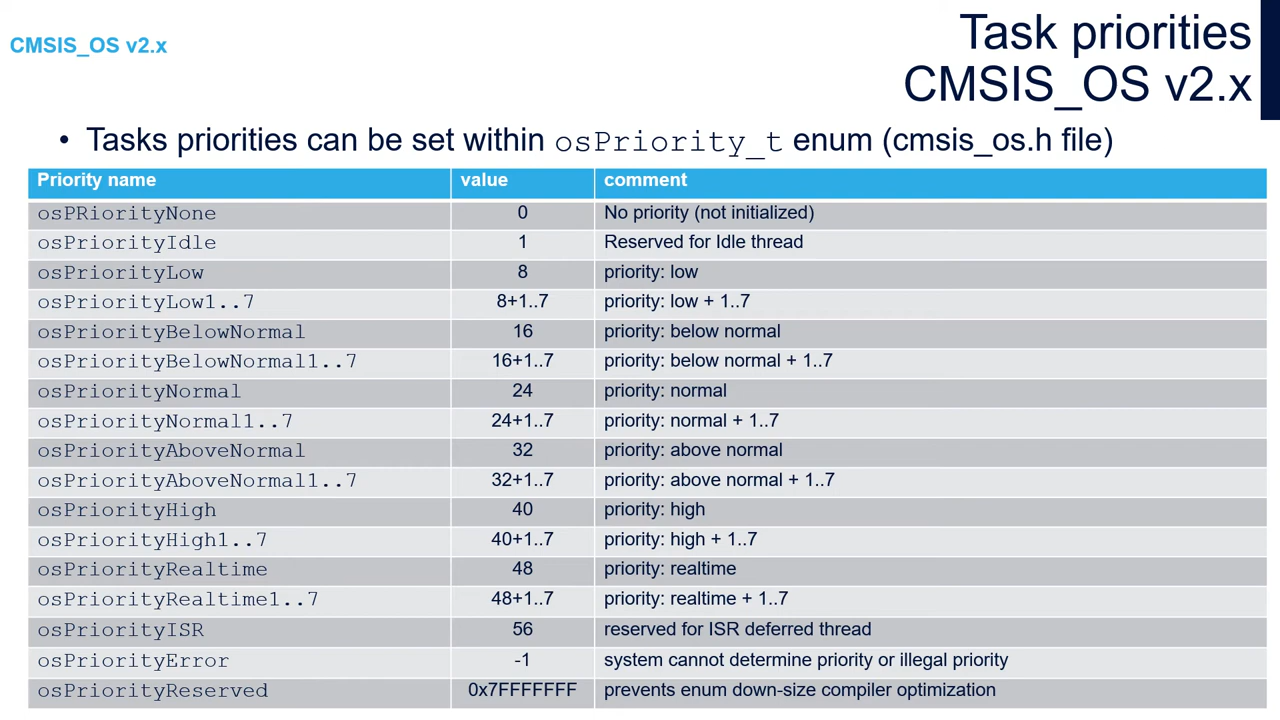 CMSIS_OS v2.x
Task priorities
CMSIS_OS v2.x
• Tasks priorities can be set within osPriority_t enum (cmsis_os.h file)
Priority name value comment
osPRiorityNone 0 No priority (not initialized)
osPriorityIdle 1 Reserved for Idle thread
osPriorityLow 8 priority: low
osPriorityLow1..7 8+1..7 priority: low + 1..7
osPriorityBelowNormal 16 priority: below normal
osPriorityBelowNormal1..7 16+1..7 priority: below normal + 1..7
osPriorityNormal 24 priority: normal
osPriorityNormal1..7 24+1..7 priority: normal + 1..7
osPriorityAboveNormal 32 priority: above normal
osPriorityAboveNormal1..7 32+1..7 priority: above normal + 1..7
osPriorityHigh 40 priority: high
osPriorityHigh1..7 40+1..7 priority: high + 1..7
osPriorityRealtime 48 priority: realtime
osPriorityRealtime1..7 48+1..7 priority: realtime + 1..7
osPriorityISR 56 reserved for ISR deferred thread
osPriorityError -1 system cannot determine priority or illegal priority
osPriorityReserved 0x7FFFFFFF prevents enum down-size compiler optimization